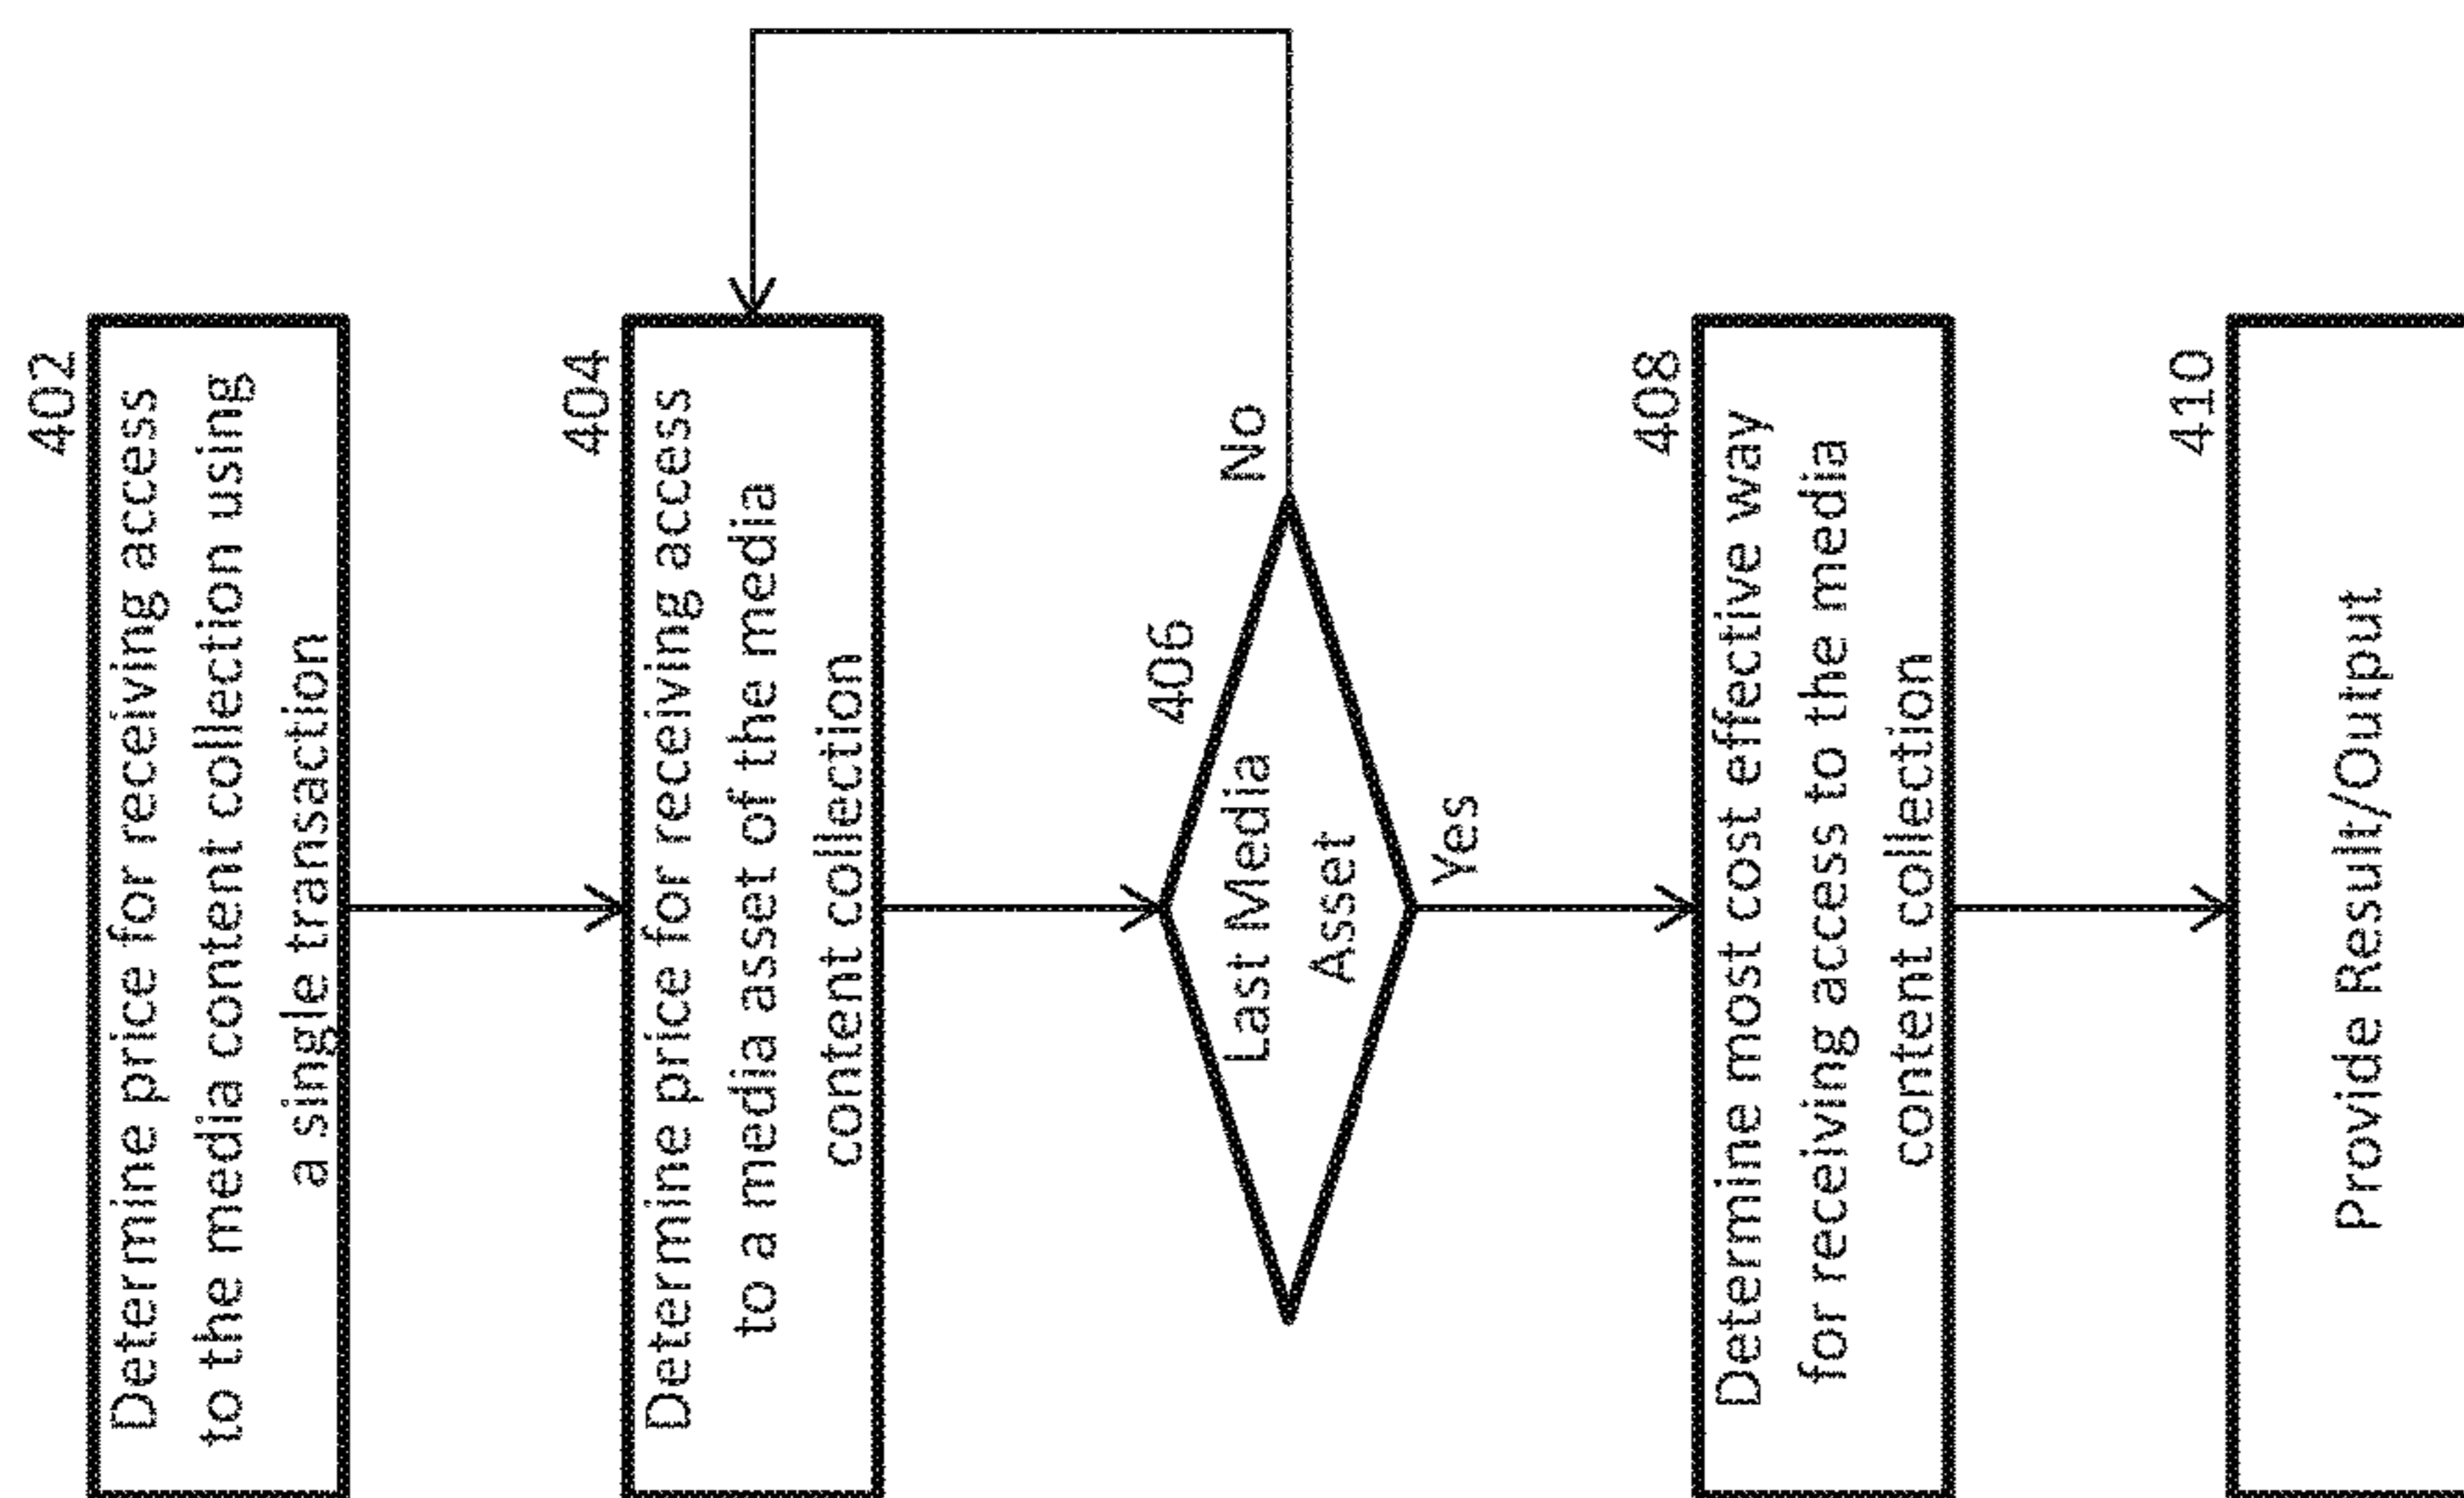 402
Determine price for receiving access
to the media content collection using
a single transaction
404
Determine price for receiving access
to a media asset of the media
content collection
406
Last Media
Asset
No
Yes
408
Determine most cost effective way
for receiving access to the media
content collection
410
Provide Result/Output